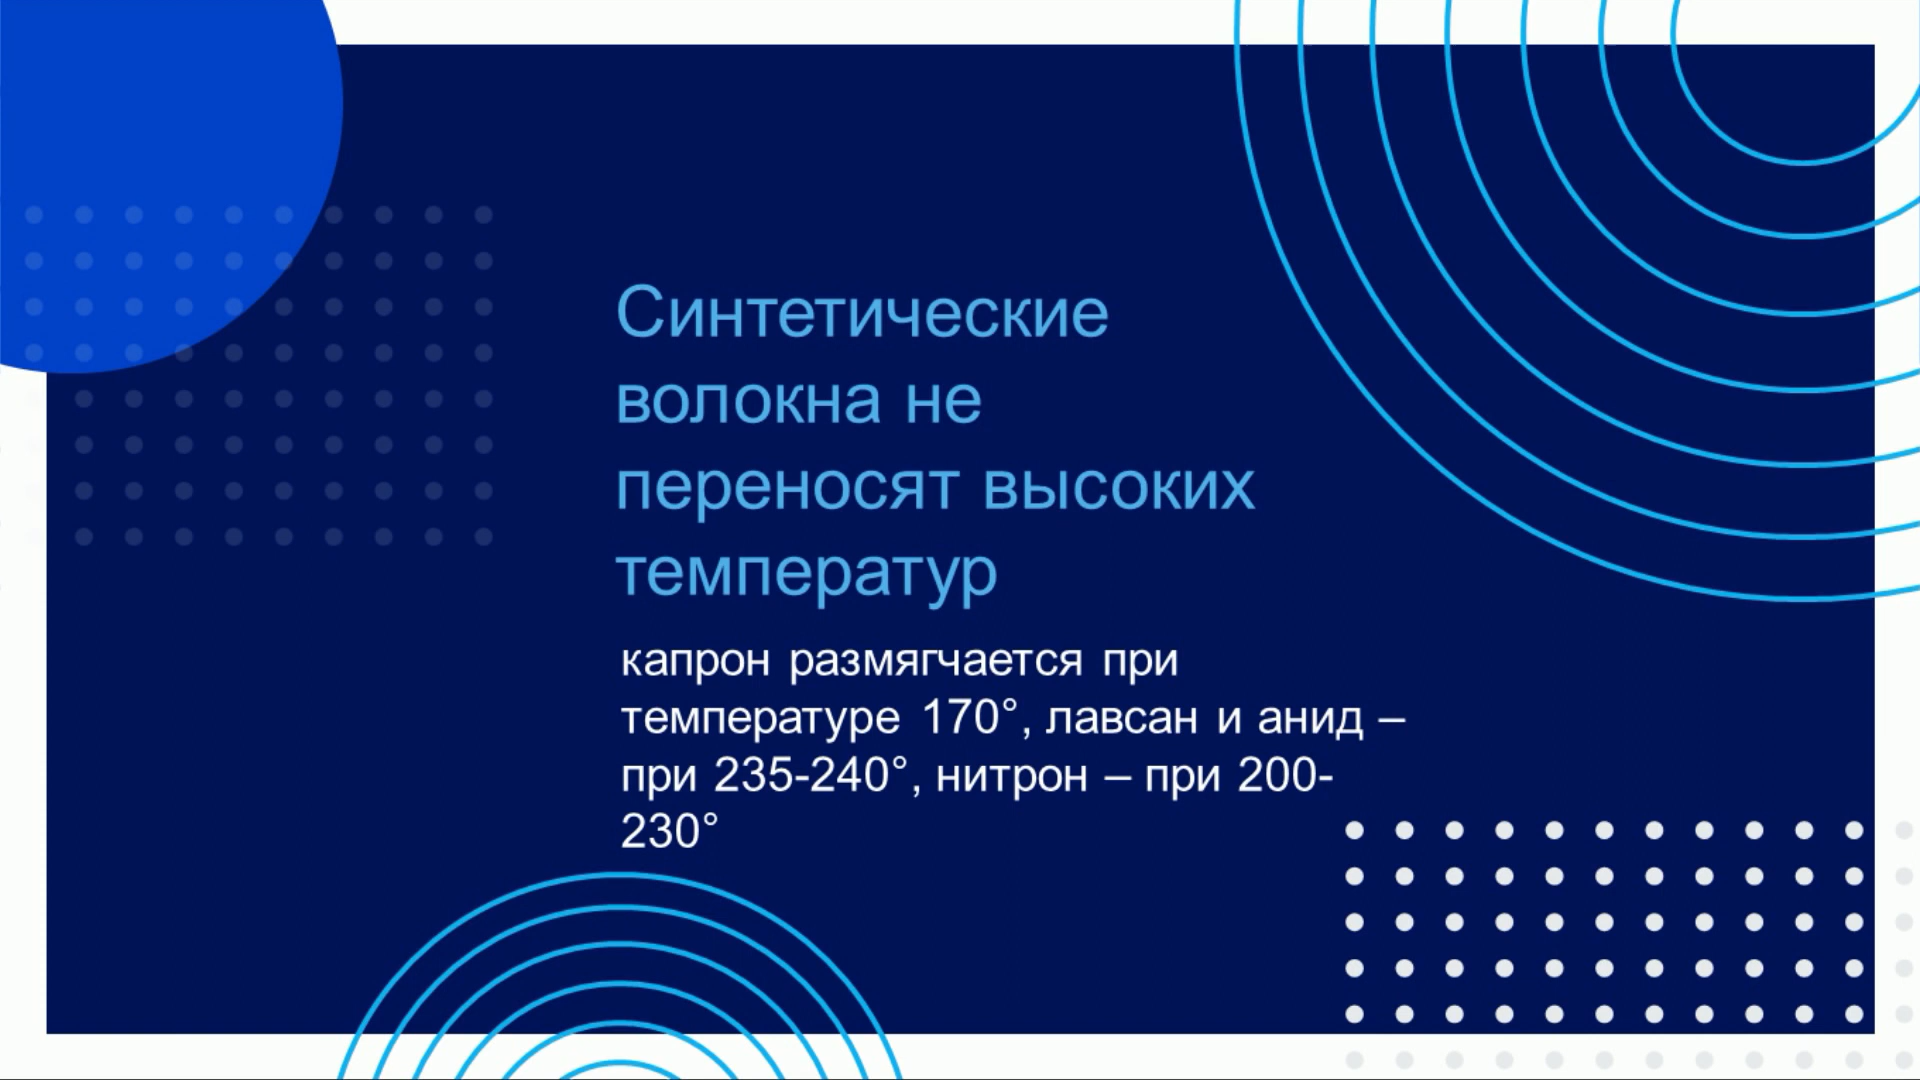 Синтетические
волокна не
переносят высоких
температур
капрон размягчается при
температуре 170°, лавсан и анид –
при 235-240°, нитрон – при 200-
230°